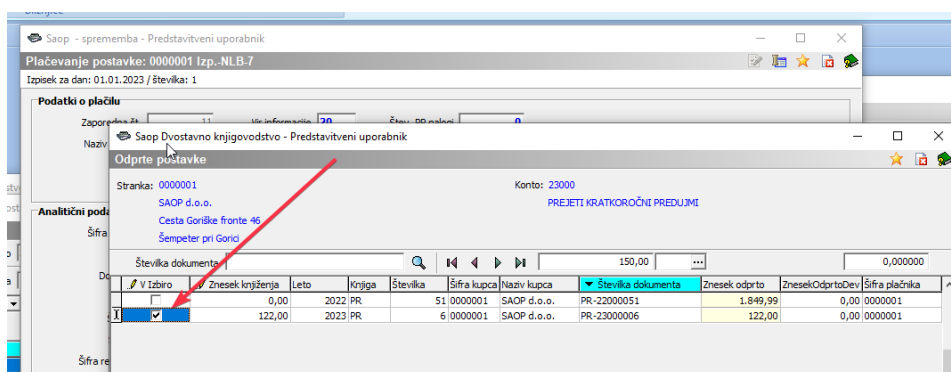 Saop - sprememba - Predstavitveni uporabnik
Plačevanje postavke: 0000001 Izp.-NLB-7
Izpisek za dan: 01.01.2023 / številka: 1
Podatki o plačilu
Zaporedna št. 11 Vir informacije 20 Štev. PP nalogi 0
Naziv
Saop Dvostavno knjigovodstvo - Predstavitveni uporabnik
Odprte postavke
Stranka: 0000001 Konto: 23000
SAOP d.o.o. PREJETI KRATKOROČNI PREDUJMI
Cesta Goriške fronte 46
Šempeter pri Gorici
Analitični poda
Šifra
Številka dokumenta 150,00 ... 0,000000
Do
V Izbiro Znesek knjiženja Leto Knjiga Številka Šifra kupca Naziv kupca Številka dokumenta Znesek odprto ZnesekOdprtoDev Šifra plačnika
0,00 2022 PR 51 0000001 SAOP d.o.o. PR-22000051 1.849,99 0,00 0000001
122,00 2023 PR 6 0000001 SAOP d.o.o. PR-23000006 122,00 0,00 0000001
Šifra re